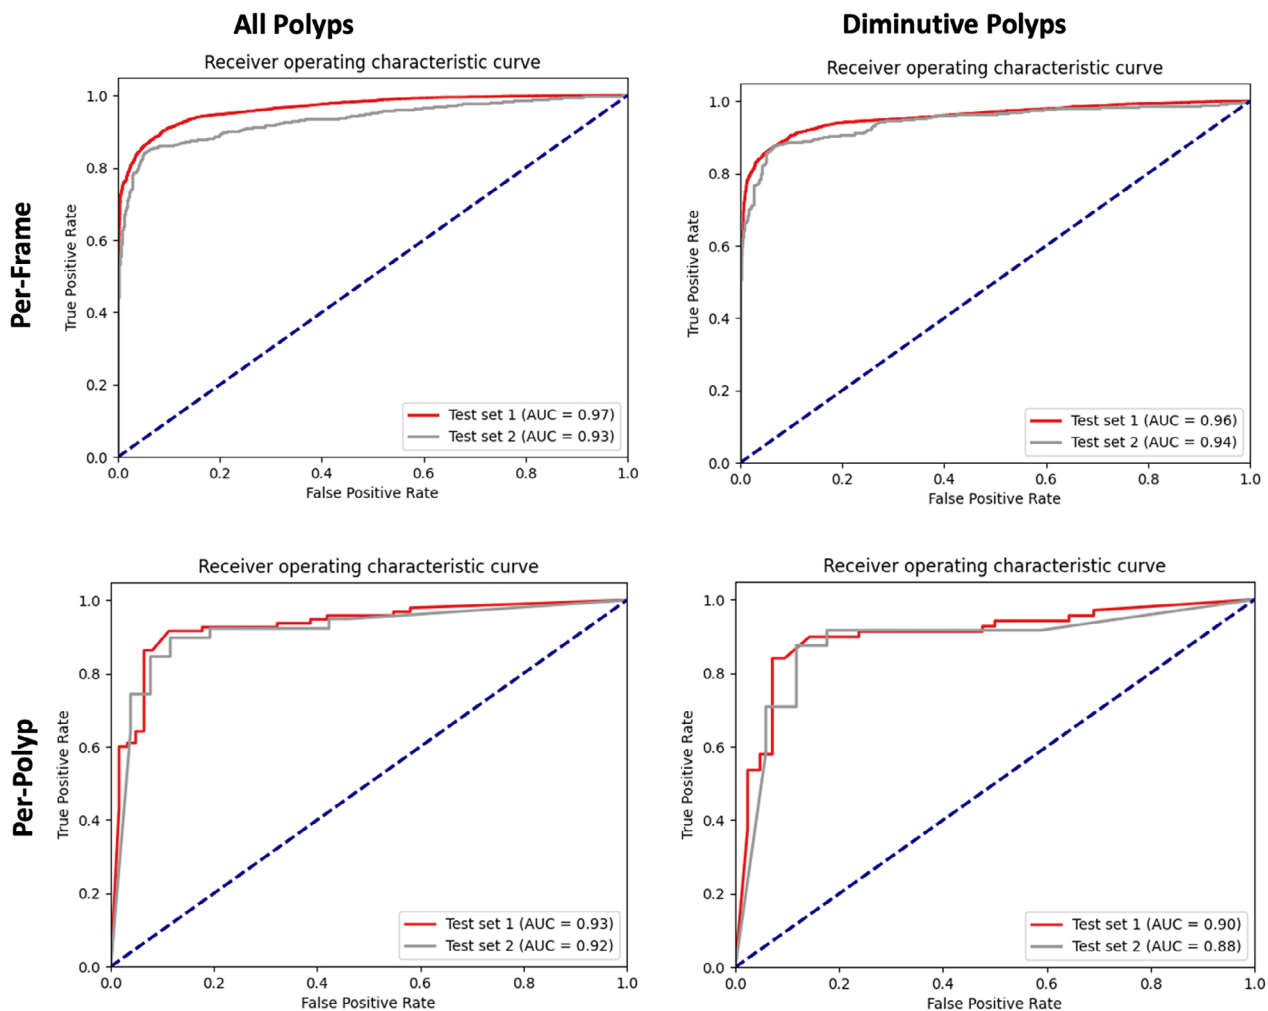 All Polyps
Diminutive Polyps
Per-Frame
Receiver operating characteristic curve
True Positive Rate
1.0
0.8
0.6
0.4
0.2
0.0
Test set 1 (AUC = 0.97)
Test set 2 (AUC = 0.93)
0.0 0.2 0.4 0.6 0.8 1.0
False Positive Rate
Receiver operating characteristic curve
True Positive Rate
1.0
0.8
0.6
0.4
0.2
0.0
Test set 1 (AUC = 0.96)
Test set 2 (AUC = 0.94)
0.0 0.2 0.4 0.6 0.8 1.0
False Positive Rate
Per-Polyp
Receiver operating characteristic curve
True Positive Rate
1.0
0.8
0.6
0.4
0.2
0.0
Test set 1 (AUC = 0.93)
Test set 2 (AUC = 0.92)
0.0 0.2 0.4 0.6 0.8 1.0
False Positive Rate
Receiver operating characteristic curve
True Positive Rate
1.0
0.8
0.6
0.4
0.2
0.0
Test set 1 (AUC = 0.90)
Test set 2 (AUC = 0.88)
0.0 0.2 0.4 0.6 0.8 1.0
False Positive Rate